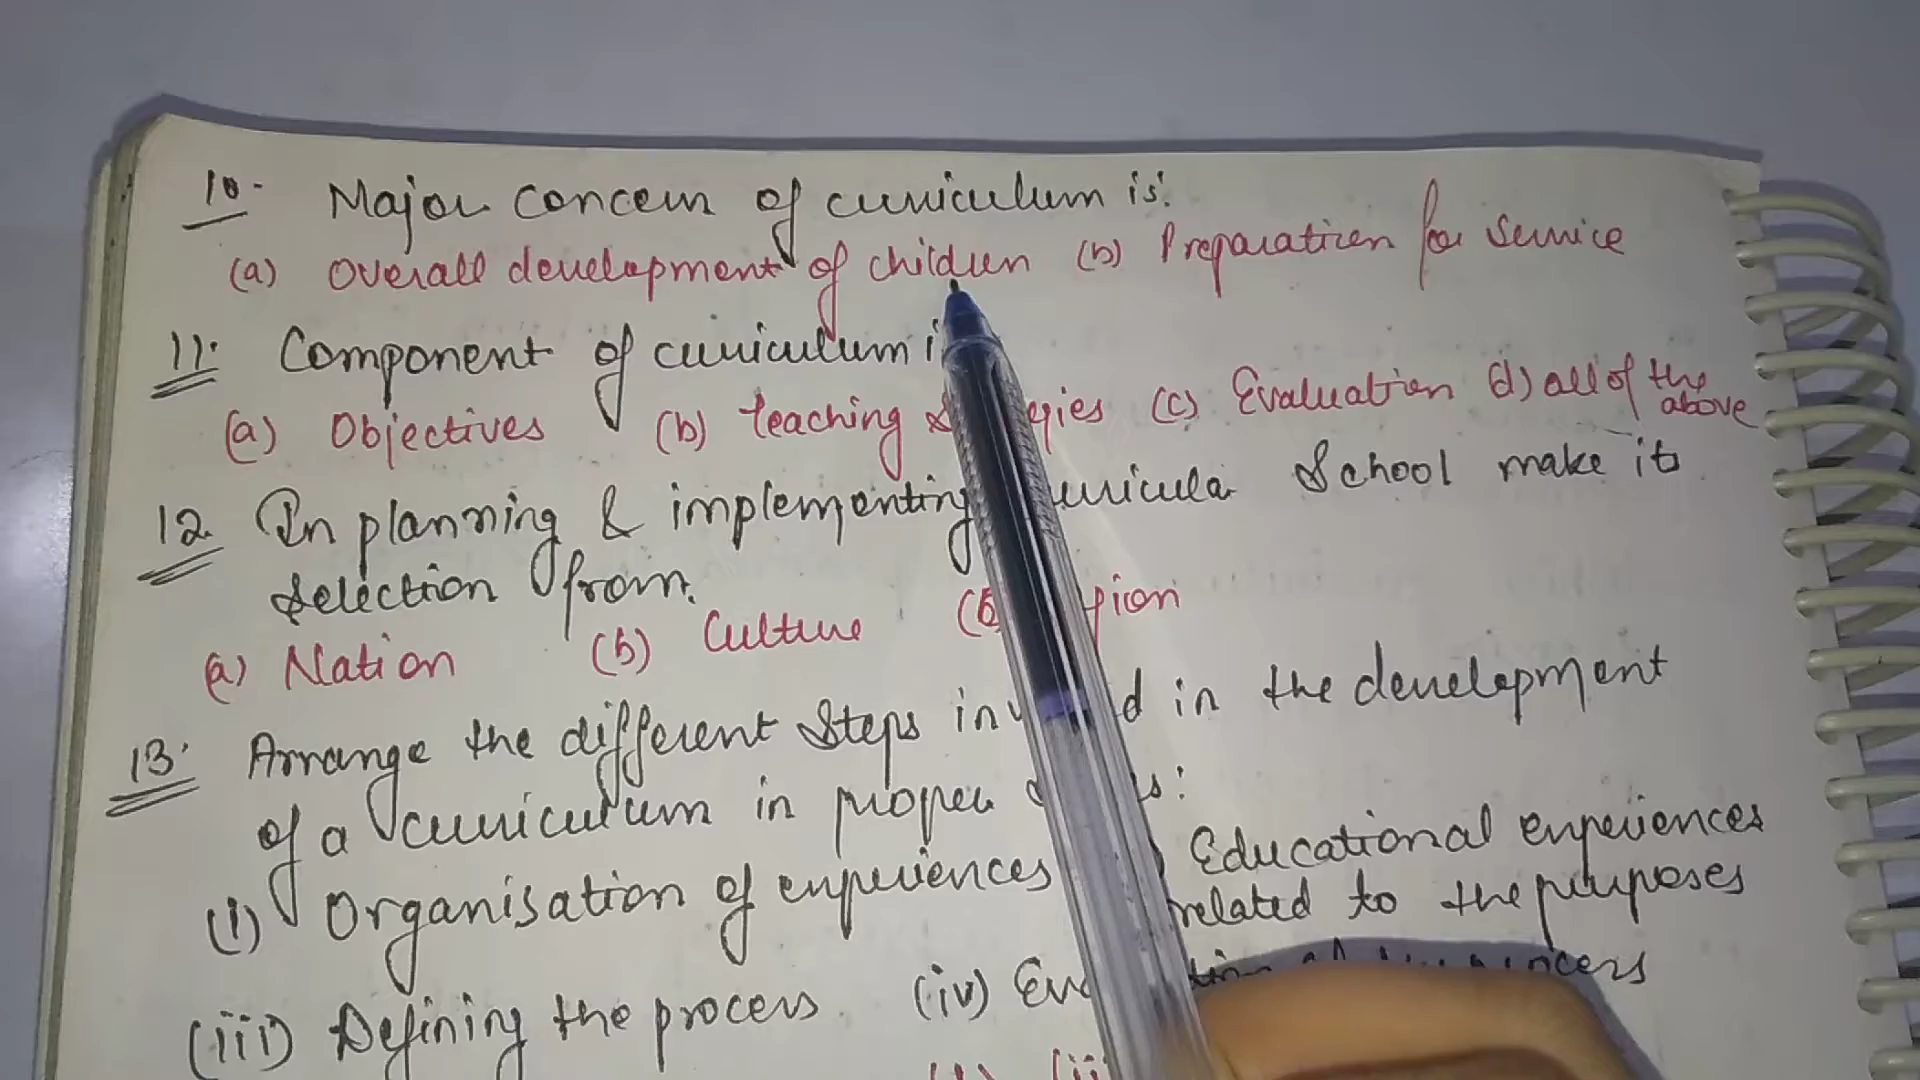 10. Major concern of curriculum is:
(a) Overall development of children (b) Preparation for service
11. Component of curriculum
(a) Objectives (b) teaching (c) Evaluation (d) all of the above
12. In planning & implementing School make its
selection from.
(a) Nation (b) Culture
13. Arrange the different steps in the development
of a curriculum in proper
(i) Organisation of experiences Educational experiences
related to the purposes
(iii) Defining the process. (iv)